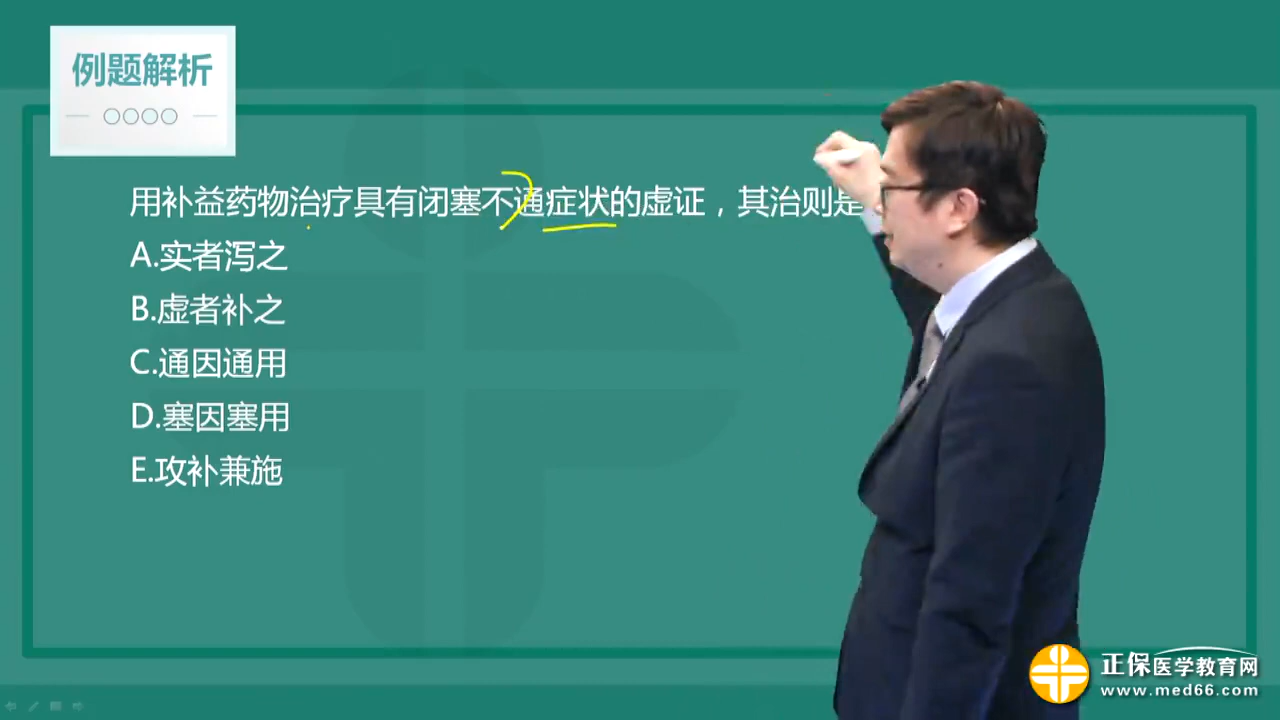 例题解析
用补益药物治疗具有闭塞不通症状的虚证，其治则是
A.实者泻之
B.虚者补之
C.通因通用
D.塞因塞用
E.攻补兼施
正保医学教育网
www.med66.com